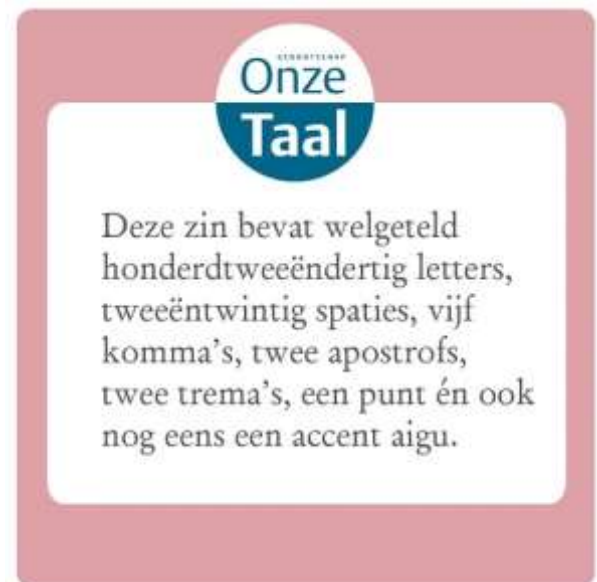 GENOOTSCHAP
Onze
Taal
Deze zin bevat welgeteld
honderdtweeëndertig letters,
tweeëntwintig spaties, vijf
komma’s, twee apostrofs,
twee trema’s, een punt én ook
nog eens een accent aigu.